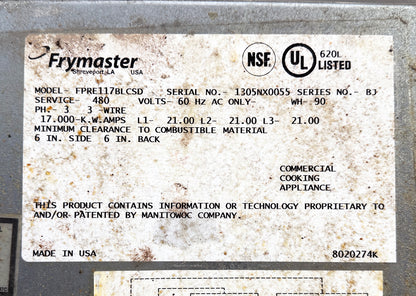 Frymaster
Shreveport, LA USA
NSF
UL
620L
LISTED
MODEL- FPRE117BLCSD SERIAL NO.- 1305NX0055 SERIES NO.- BJ
SERVICE- 480 VOLTS- 60 Hz AC ONLY- WH- 90
PH- 3 3 -WIRE
17.000-K.W.AMPS L1- 21.00 L2- 21.00 L3- 21.00
MINIMUM CLEARANCE TO COMBUSTIBLE MATERIAL
6 IN. SIDE 6 IN. BACK
COMMERCIAL
COOKING
APPLIANCE
THIS PRODUCT CONTAINS INFORMATION OR TECHNOLOGY PROPRIETARY TO
AND/OR-PATENTED BY MANITOWOC COMPANY.
MADE IN USA 8020274K